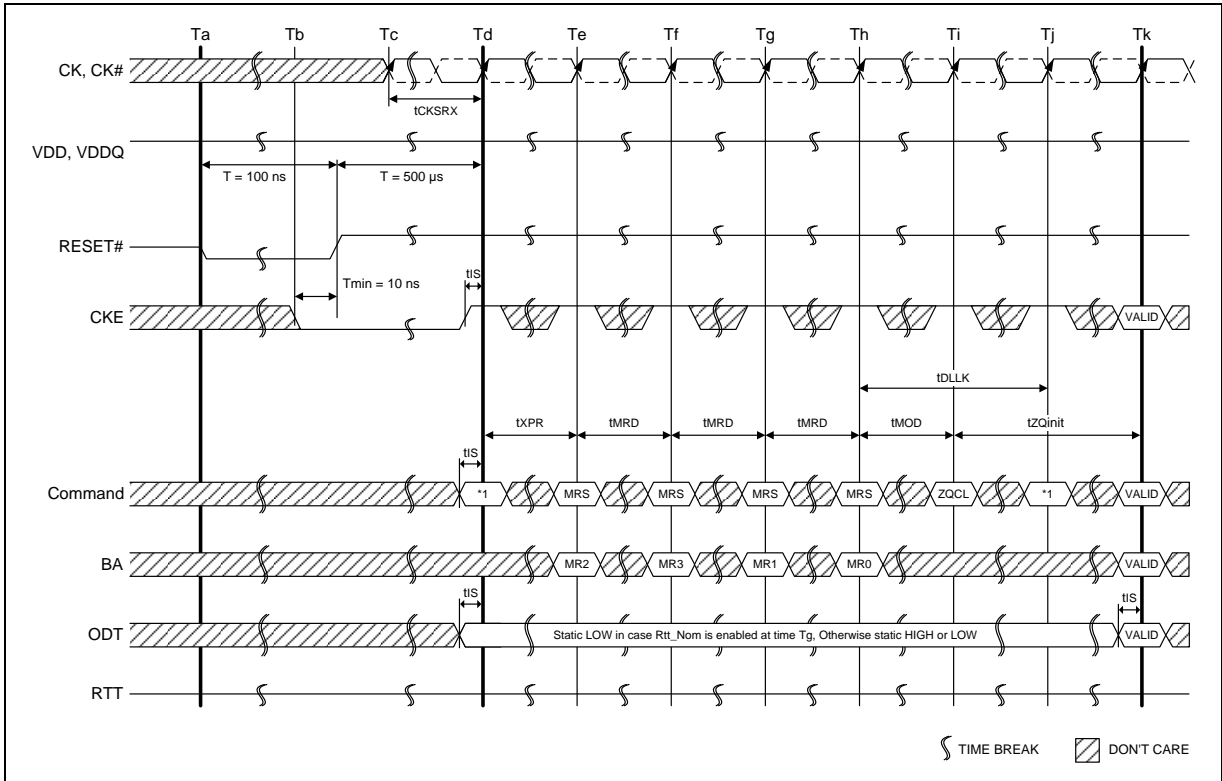 Ta Tb Tc Td Te Tf Tg Th Ti Tj Tk
CK, CK#
tCKSRX
VDD, VDDQ
T = 100 ns T = 500 µs
RESET#
Tmin = 10 ns tIS
CKE VALID
tDLLK
tXPR tMRD tMRD tMRD tMOD tZQinit
tIS
Command *1 MRS MRS MRS MRS ZQCL *1 VALID
BA MR2 MR3 MR1 MR0 VALID
tIS tIS
ODT Static LOW in case Rtt_Nom is enabled at time Tg, Otherwise static HIGH or LOW VALID
RTT
TIME BREAK DON'T CARE